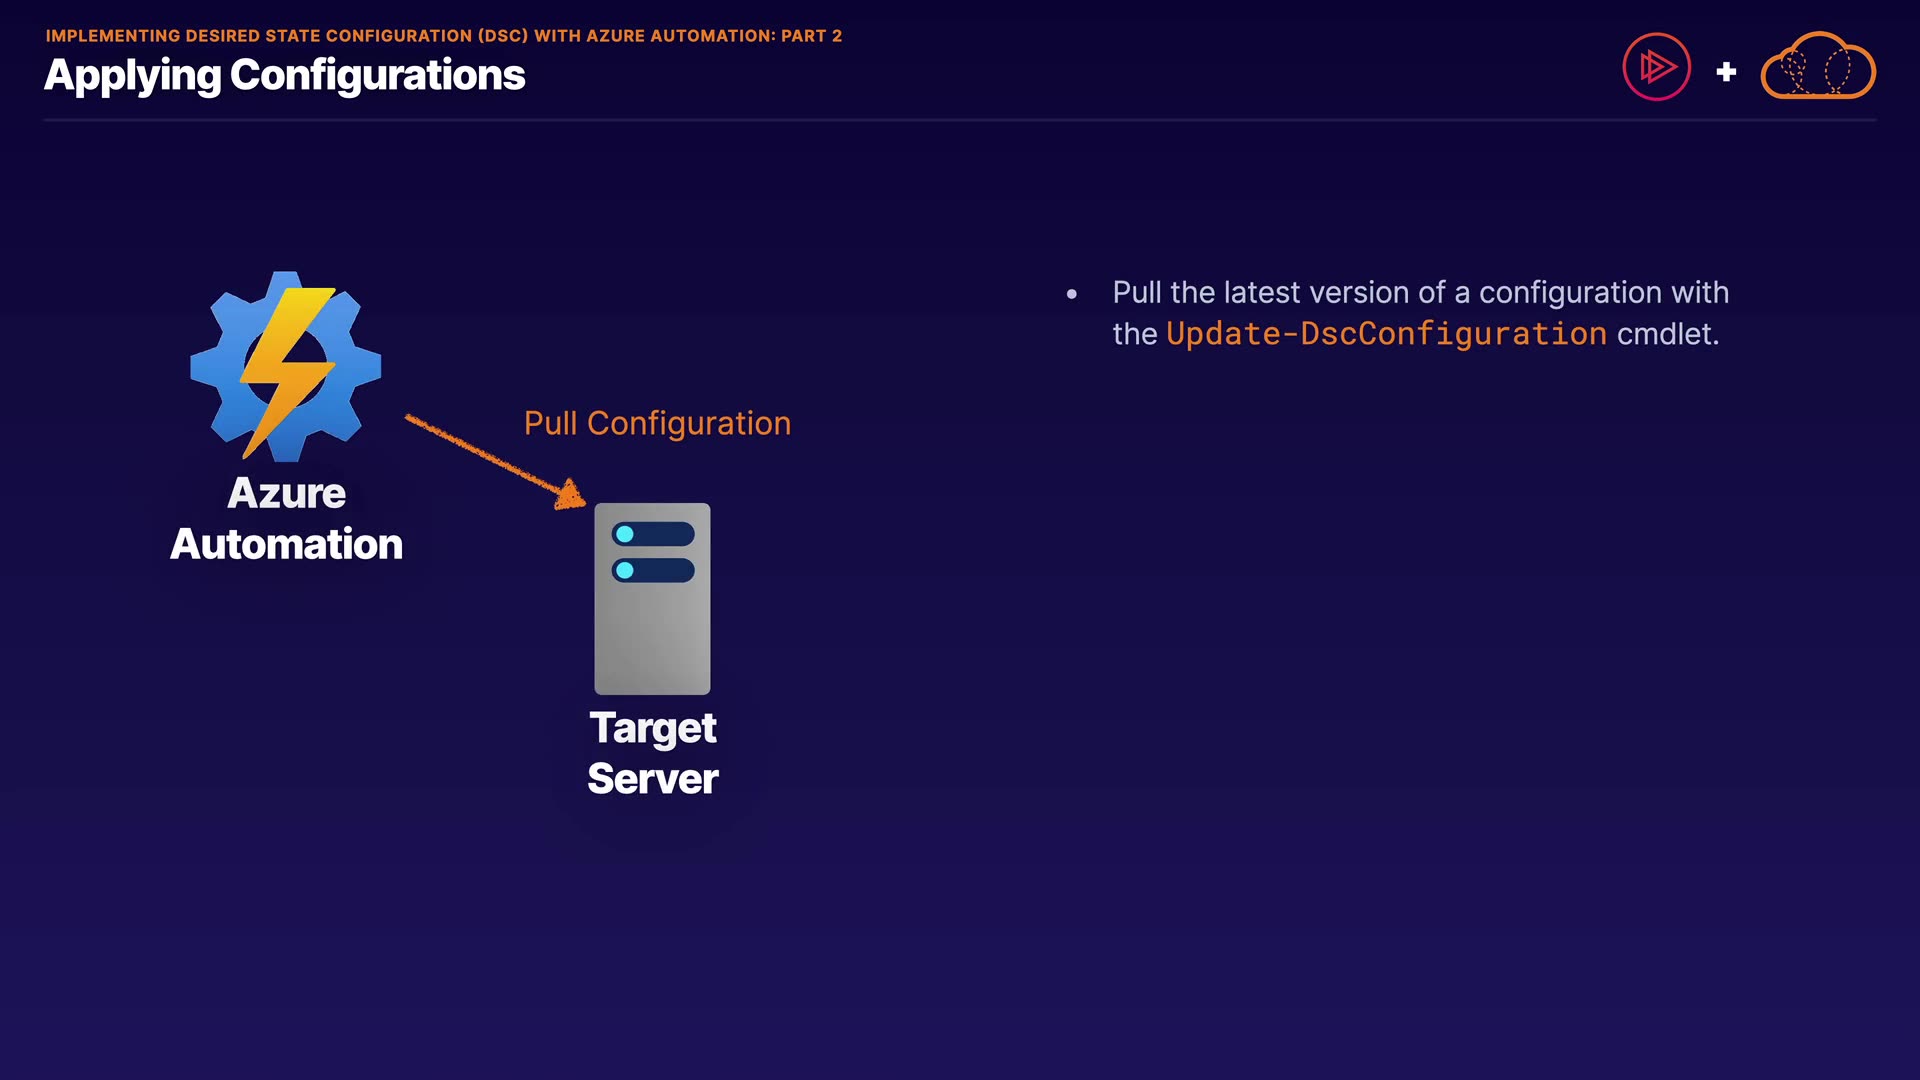 IMPLEMENTING DESIRED STATE CONFIGURATION (DSC) WITH AZURE AUTOMATION: PART 2
Applying Configurations
Azure
Automation
Pull Configuration
Target
Server
• Pull the latest version of a configuration with
the Update-DscConfiguration cmdlet.